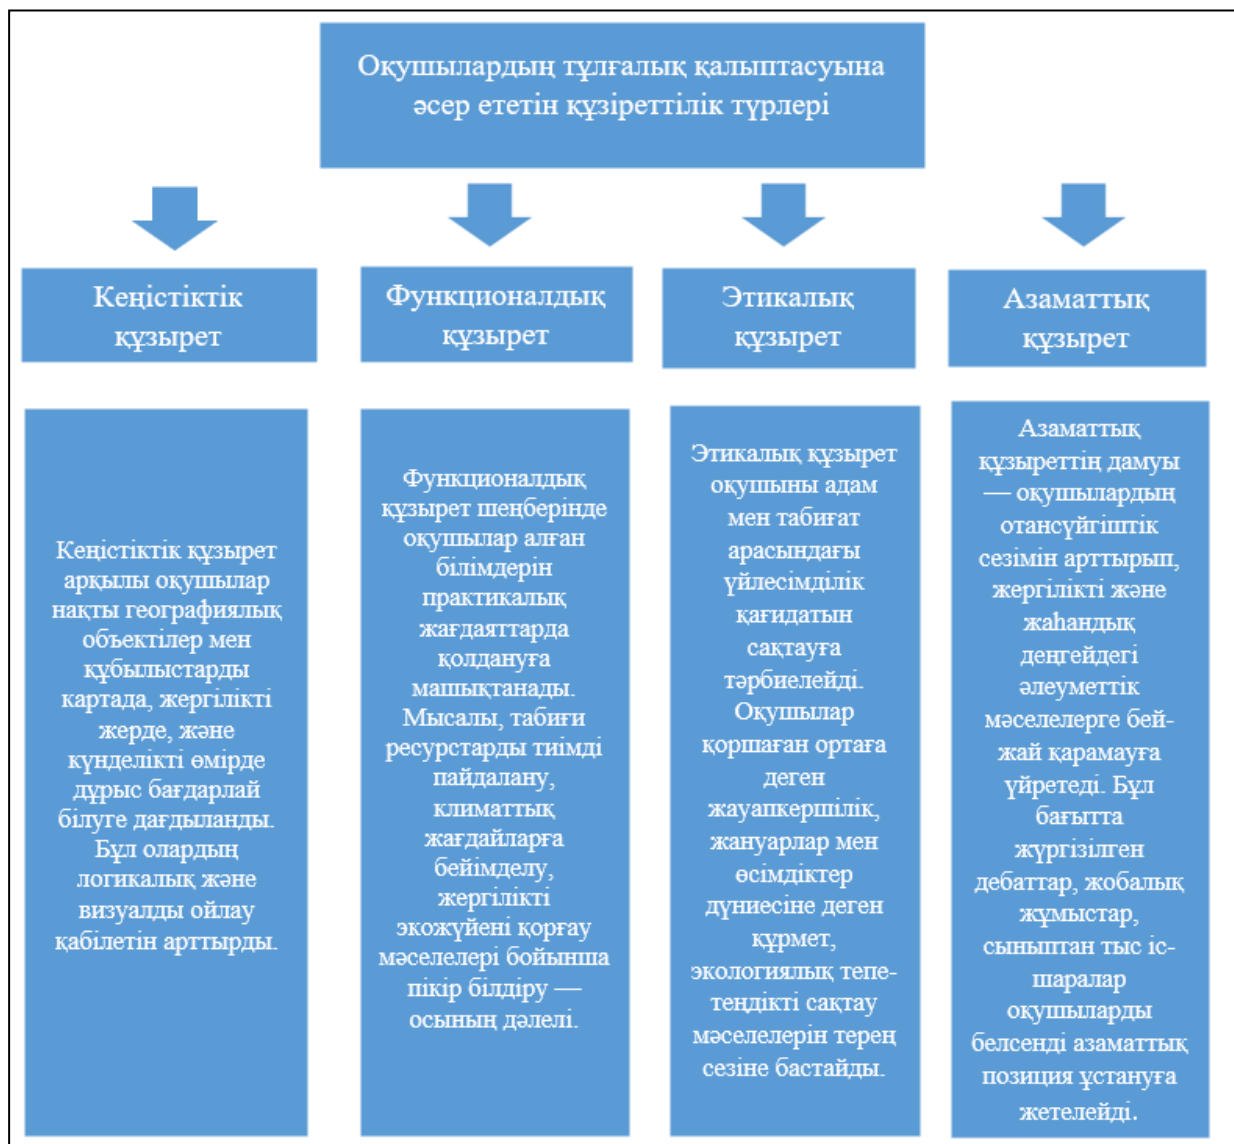 Оқушылардың тұлғалық қалыптасуына
әсер ететін құзіреттілік түрлері
Кеңістіктік
құзырет
Функционалдық
құзырет
Этикалық
құзырет
Азаматтық
құзырет
Кеңістіктік құзырет
арқылы оқушылар
нақты географиялық
объектілер мен
құбылыстарды
картада, жергілікті
жерде, және
күнделікті өмірде
дұрыс бағдарлай
білуге дағдыланды.
Бұл олардың
логикалық және
визуалды ойлау
қабілетін арттырды.
Функционалдық
құзырет шеңберінде
оқушылар алған
білімдерін
практикалық
жағдаяттарда
қолдануға
машықтанады.
Мысалы, табиғи
ресурстарды тиімді
пайдалану,
климаттық
жағдайларға
бейімделу,
жергілікті
экожүйені қорғау
мәселелері бойынша
пікір білдіру —
осының дәлелі.
Этикалық құзырет
оқушыны адам
мен табиғат
арасындағы
үйлесімділік
қағидатын
сақтауға
тәрбиелейді.
Оқушылар
қоршаған ортаға
деген
жауапкершілік,
жануарлар мен
өсімдіктер
дүниесіне деген
құрмет,
экологиялық тепе-
теңдікті сақтау
мәселелерін терең
сезіне бастайды.
Азаматтық
құзыреттің дамуы
— оқушылардың
отансүйгіштік
сезімін арттырып,
жергілікті және
жаһандық
деңгейдегі
әлеуметтік
мәселелерге бей-
жай қарамауға
үйретеді. Бұл
бағытта
жүргізілген
дебаттар, жобалық
жұмыстар,
сыныптан тыс іс-
шаралар
оқушыларды
белсенді азаматтық
позиция ұстануға
жетелейді.